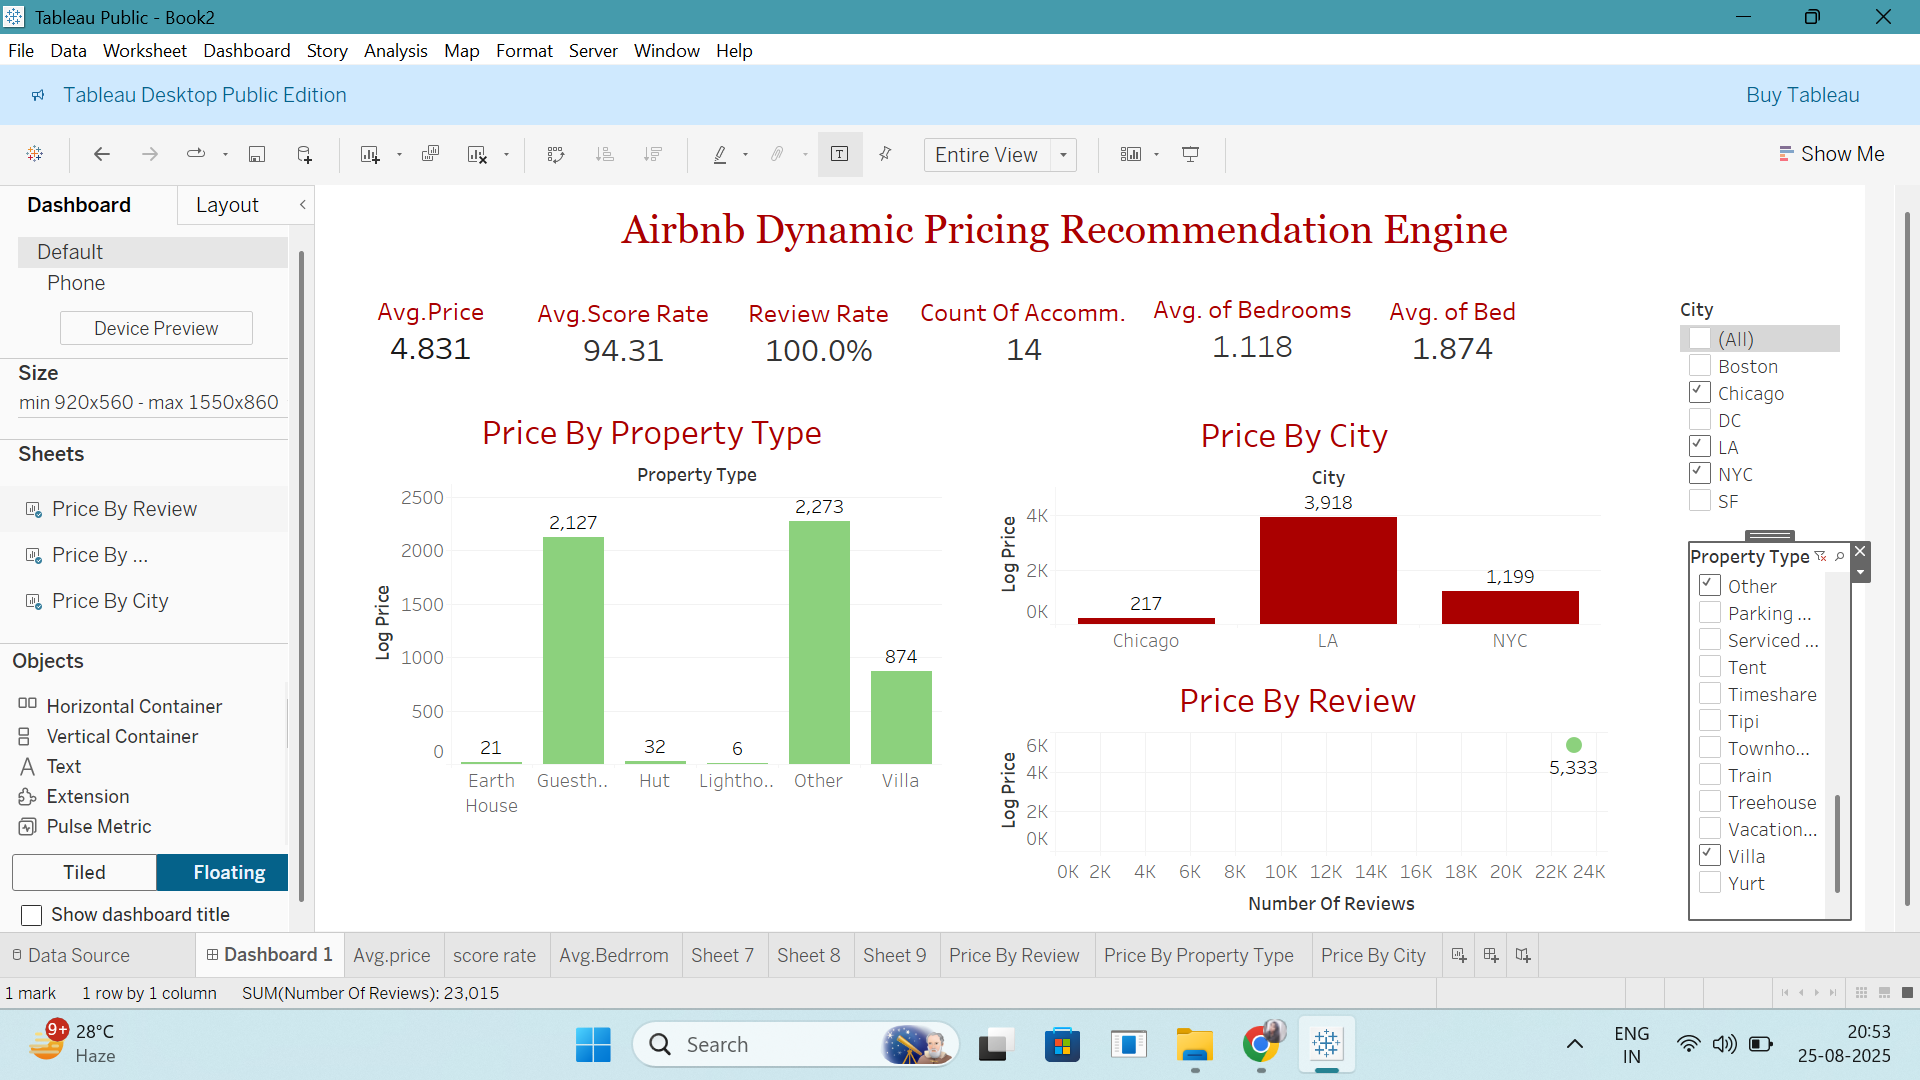 Tableau Public - Book2
File Data Worksheet Dashboard Story Analysis Map Format Server Window Help
Tableau Desktop Public Edition
Buy Tableau
Entire View
Show Me
Dashboard
Layout
Default
Phone
Device Preview
Size
min 920x560 - max 1550x860
Sheets
Price By Review
Price By ...
Price By City
Objects
Horizontal Container
Vertical Container
Text
Extension
Pulse Metric
Tiled
Floating
Show dashboard title
Airbnb Dynamic Pricing Recommendation Engine
Avg.Price
4.831
Avg.Score Rate
94.31
Review Rate
100.0%
Count Of Accomm.
14
Avg. of Bedrooms
1.118
Avg. of Bed
1.874
Price By Property Type
Property Type
Log Price
2500
2000
1500
1000
500
0
21
2,127
32
6
2,273
874
Earth House
Guesth..
Hut
Lightho..
Other
Villa
Price By City
City
Log Price
4K
2K
0K
217
3,918
1,199
Chicago
LA
NYC
Price By Review
Log Price
6K
4K
2K
0K
5,333
0K 2K 4K 6K 8K 10K 12K 14K 16K 18K 20K 22K 24K
Number Of Reviews
City
(All)
Boston
Chicago
DC
LA
NYC
SF
Property Type
Other
Parking ...
Serviced ...
Tent
Timeshare
Tipi
Townho...
Train
Treehouse
Vacation...
Villa
Yurt
Data Source
Dashboard 1
Avg.price
score rate
Avg.Bedrrom
Sheet 7
Sheet 8
Sheet 9
Price By Review
Price By Property Type
Price By City
1 mark
1 row by 1 column
SUM(Number Of Reviews): 23,015
9+
28°C
Haze
Search
ENG
IN
20:53
25-08-2025